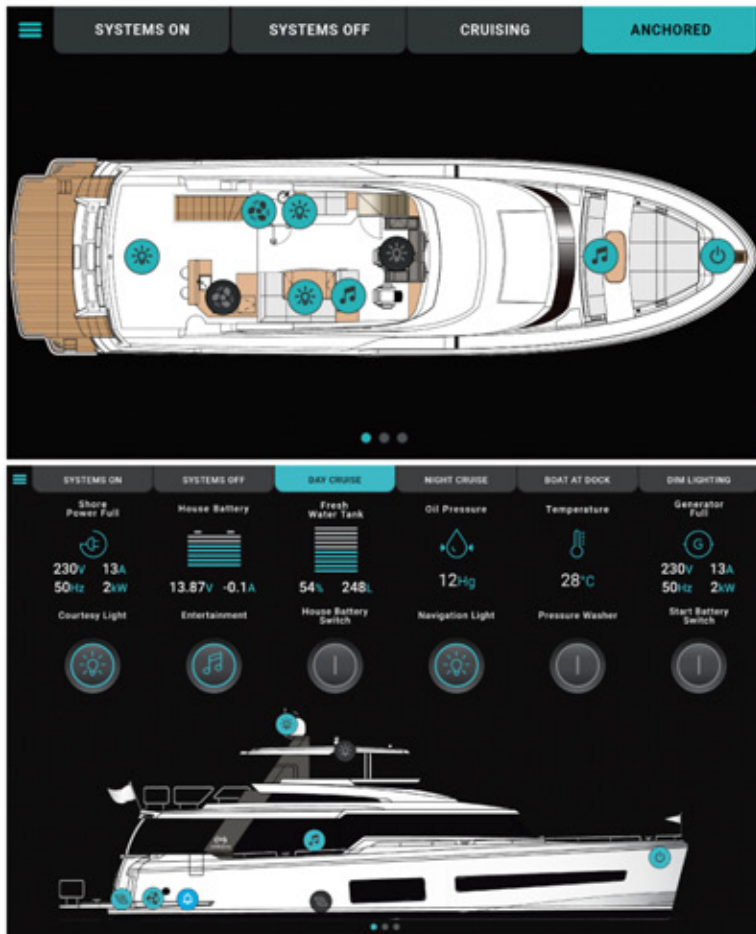 SYSTEMS ON
SYSTEMS OFF
CRUISING
ANCHORED
SYSTEMS ON
SYSTEMS OFF
DAY CRUISE
NIGHT CRUISE
BOAT AT DOCK
DIM LIGHTING
Shore
Power Full
House Battery
Fresh
Water Tank
Oil Pressure
Temperature
Generator
Full
G
230V 13A
50Hz 2kW
13.87V -0.1A
54% 248L
12Hg
28°C
230V 13A
50Hz 2kW
Courtesy Light
Entertainment
House Battery
Switch
Navigation Light
Pressure Washer
Start Battery
Switch